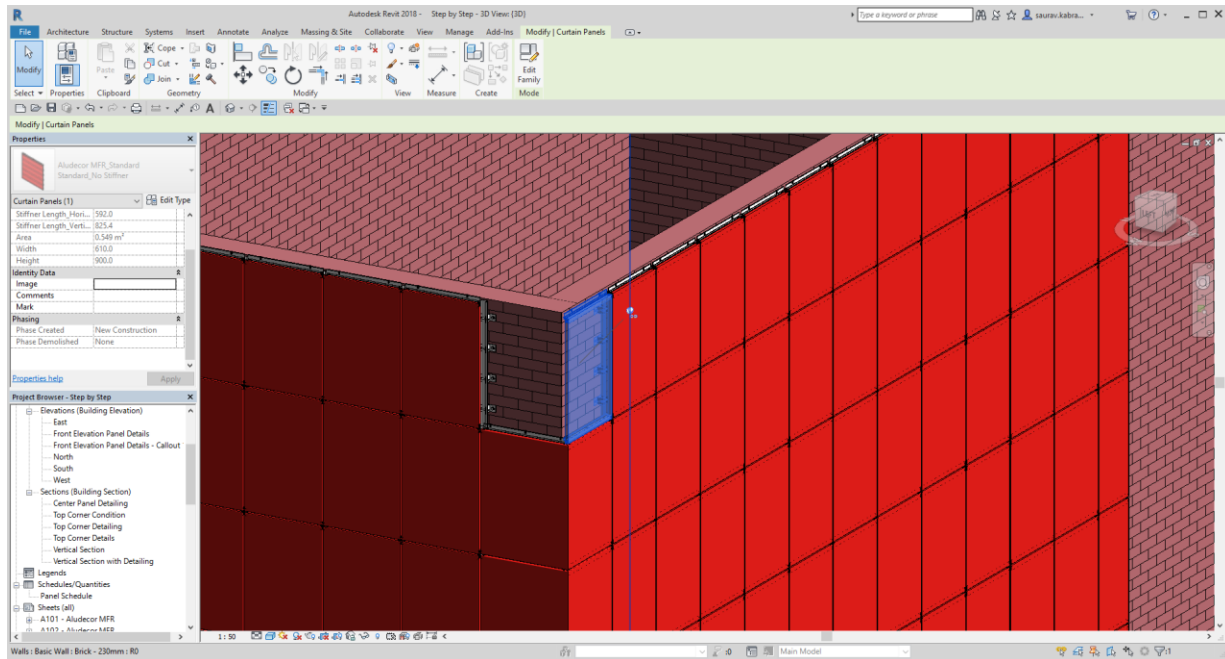 Autodesk Revit 2018 - Step by Step - 3D View: {3D}
Type a keyword or phrase
saurav.kabra...
File Architecture Structure Systems Insert Annotate Analyze Massing & Site Collaborate View Manage Add-Ins Modify | Curtain Panels
Modify
Properties
Paste
Cope
Cut
Join
Edit
Family
Select Properties Clipboard Geometry Modify View Measure Create Mode
Modify | Curtain Panels
Properties
Aludecor MFR_Standard
Standard_No Stiffner
Curtain Panels (1) Edit Type
Stiffner Length_Hori... 592.0
Stiffner Length_Verti... 825.4
Area 0.549 m²
Width 610.0
Height 900.0
Identity Data
Image
Comments
Mark
Phasing
Phase Created New Construction
Phase Demolished None
Properties help Apply
Project Browser - Step by Step
Elevations (Building Elevation)
East
Front Elevation Panel Details
Front Elevation Panel Details - Callout
North
South
West
Sections (Building Section)
Center Panel Detailing
Top Corner Condition
Top Corner Detailing
Top Corner Details
Vertical Section
Vertical Section with Detailing
Legends
Schedules/Quantities
Panel Schedule
Sheets (all)
A101 - Aludecor MFR
A102 - Aludecor MFR
1 : 50
Walls : Basic Wall : Brick - 230mm : R0
:0
Main Model
:1